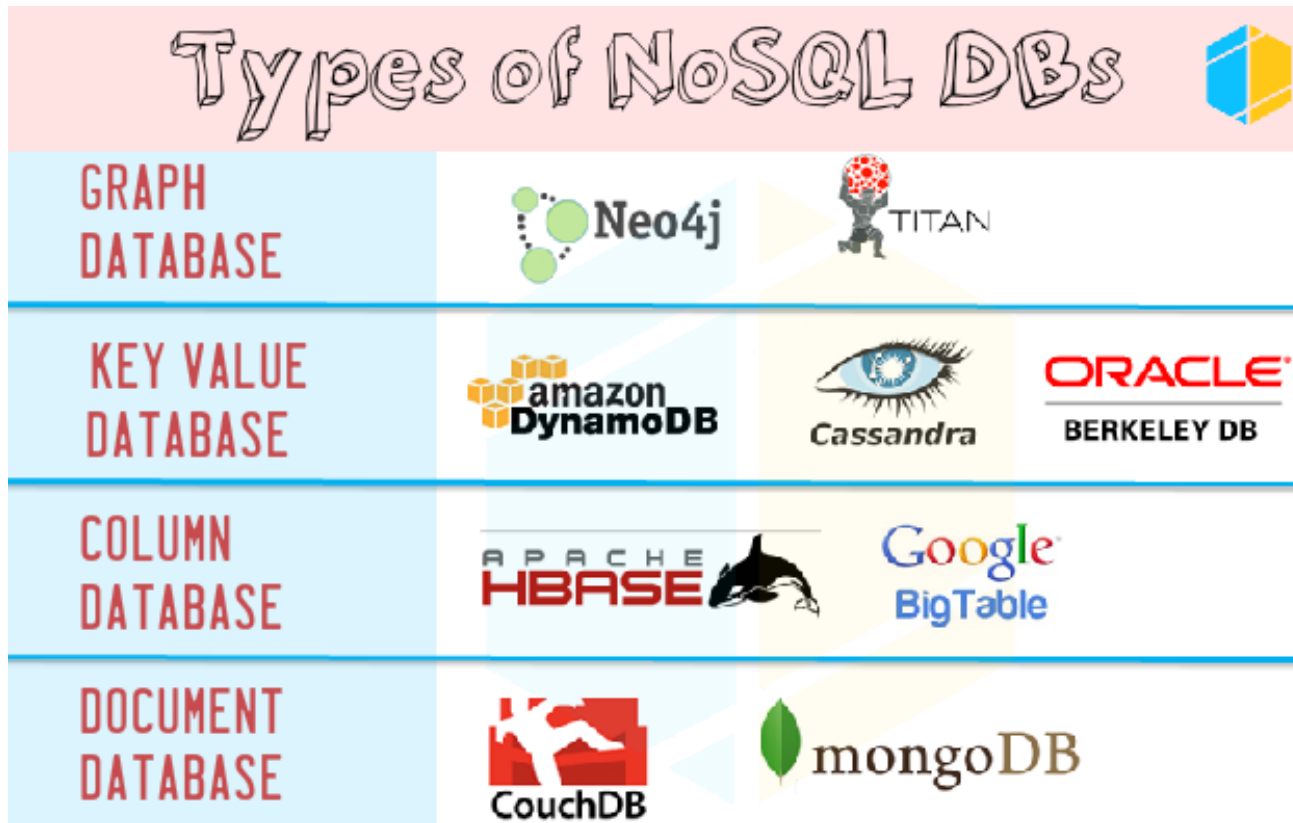 Types of NoSQL DBs
GRAPH
DATABASE
Neo4j
TITAN
KEY VALUE
DATABASE
amazon
DynamoDB
Cassandra
ORACLE
BERKELEY DB
COLUMN
DATABASE
APACHE
HBASE
Google
BigTable
DOCUMENT
DATABASE
CouchDB
mongoDB